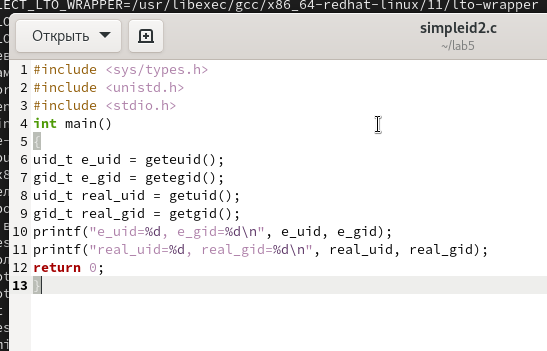 LECT_LTO_WRAPPER=/usr/libexec/gcc/x86_64-redhat-linux/11/lto-wrapper
Открыть
simpleid2.c
~/lab5
1 #include <sys/types.h>
2 #include <unistd.h>
3 #include <stdio.h>
4 int main()
5 {
6 uid_t e_uid = geteuid();
7 gid_t e_gid = getegid();
8 uid_t real_uid = getuid();
9 gid_t real_gid = getgid();
10 printf("e_uid=%d, e_gid=%d\n", e_uid, e_gid);
11 printf("real_uid=%d, real_gid=%d\n", real_uid, real_gid);
12 return 0;
13 }